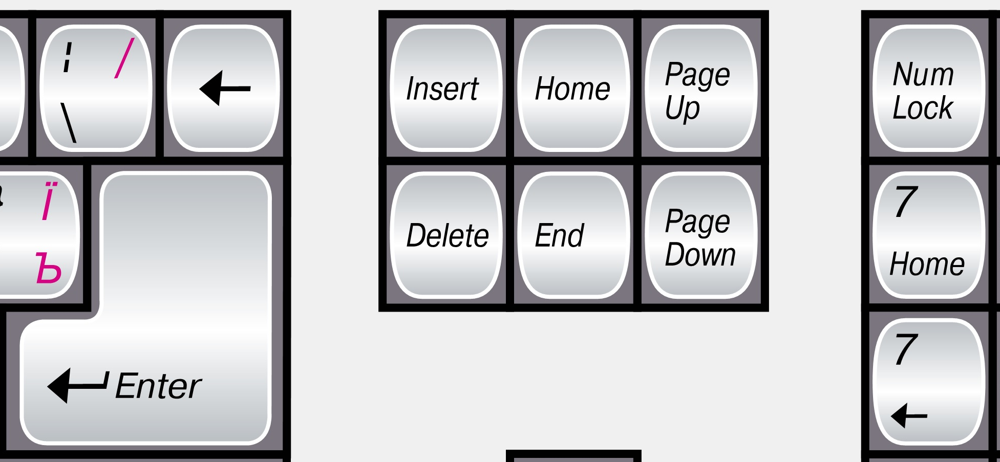 ¦ /
\
←
Insert
Home
Page
Up
Num
Lock
Ї
Ъ
Delete
End
Page
Down
7
Home
↵ Enter
7
←